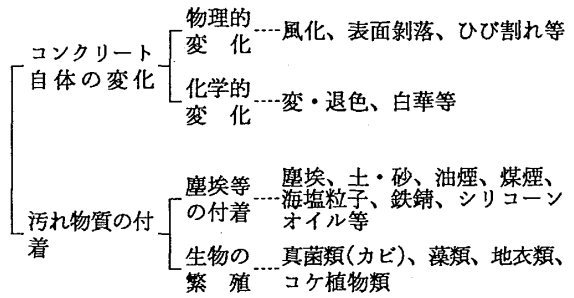 コンクリート
自体の変化
物理的
変　化
風化、表面剝落、ひび割れ等
化学的
変　化
変・退色、白華等
汚れ物質の付
着
塵埃等
の付着
塵埃、土・砂、油煙、煤煙、
海塩粒子、鉄錆、シリコーン
オイル等
生物の
繁　殖
真菌類(カビ)、藻類、地衣類、
コケ植物類